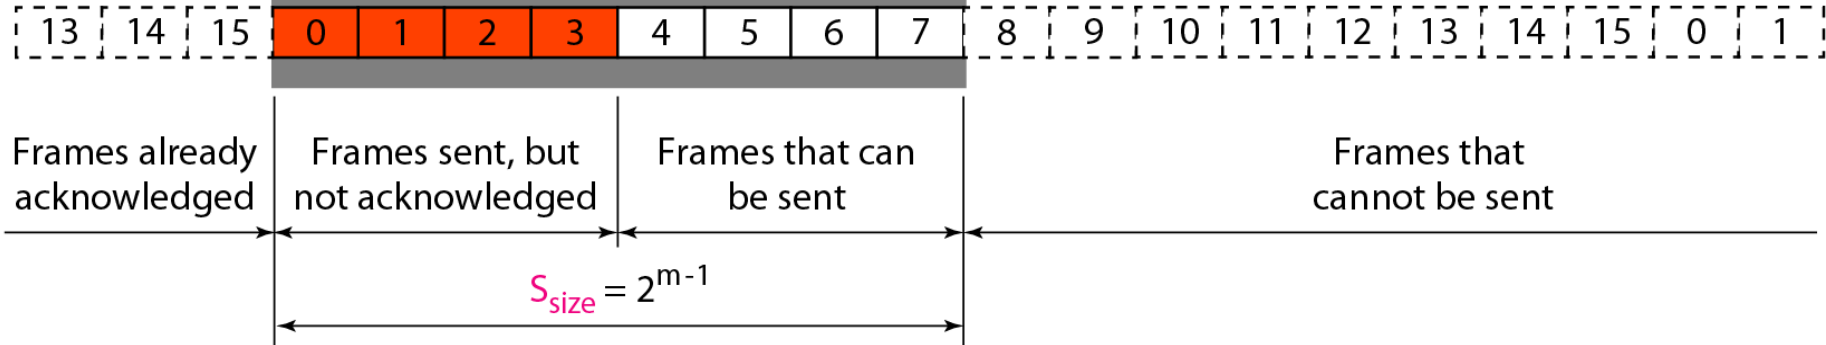 13 14 15 0 1 2 3 4 5 6 7 8 9 10 11 12 13 14 15 0 1
Frames already
acknowledged
Frames sent, but
not acknowledged
Frames that can
be sent
Frames that
cannot be sent
S_size = 2^{m-1}